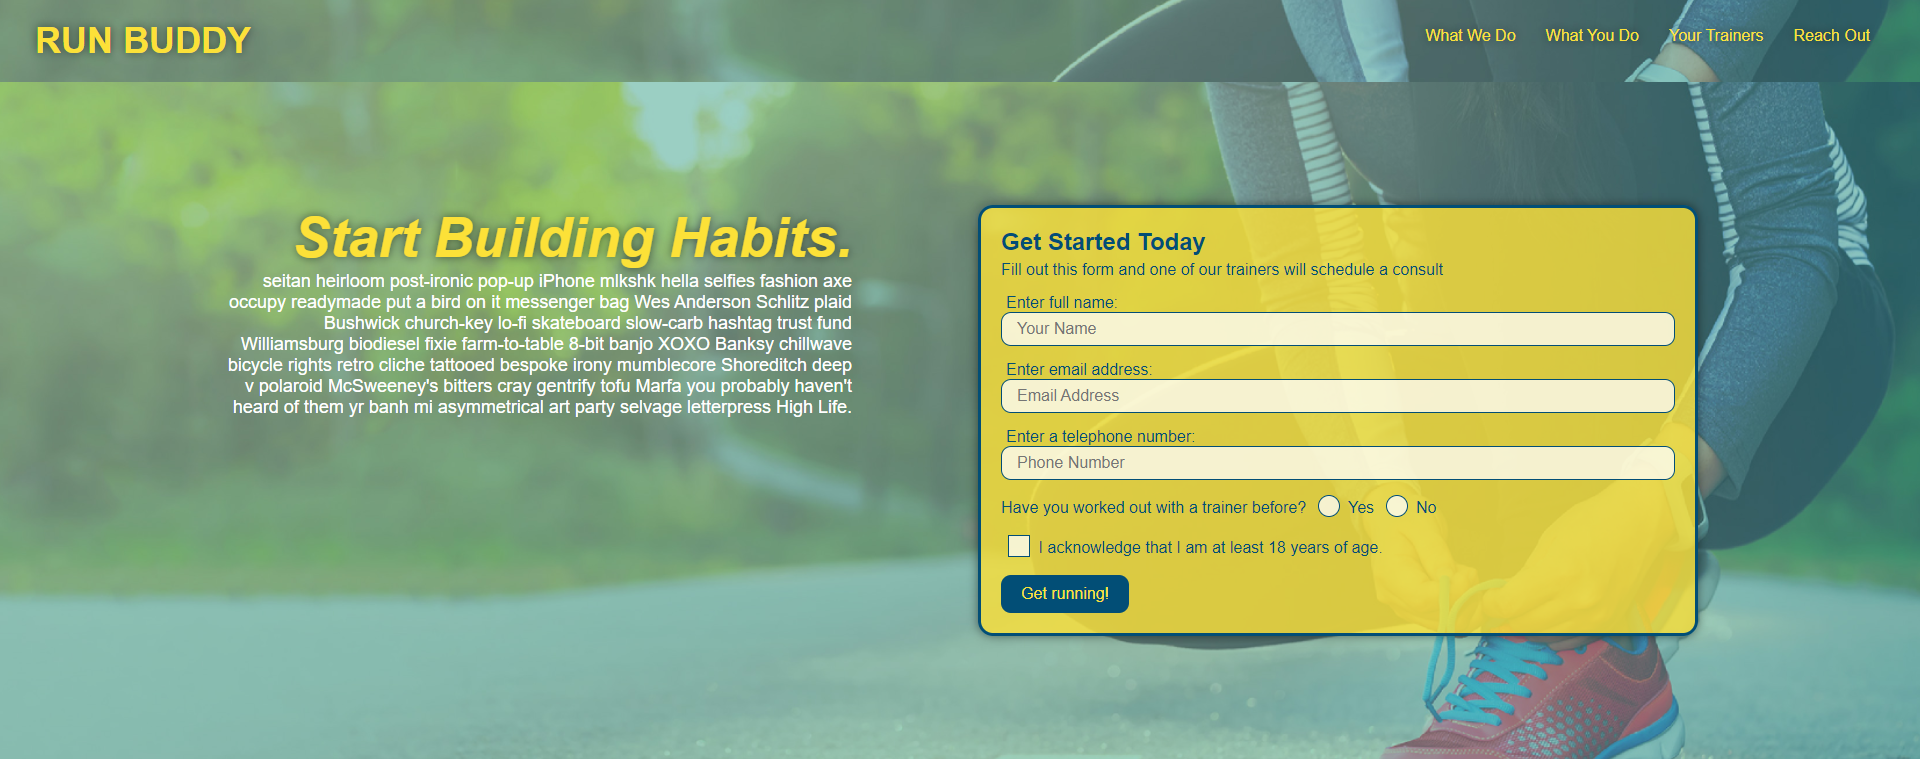 RUN BUDDY
What We Do
What You Do
Your Trainers
Reach Out
Start Building Habits.
seitan heirloom post-ironic pop-up iPhone mlkshk hella selfies fashion axe
occupy readymade put a bird on it messenger bag Wes Anderson Schlitz plaid
Bushwick church-key lo-fi skateboard slow-carb hashtag trust fund
Williamsburg biodiesel fixie farm-to-table 8-bit banjo XOXO Banksy chillwave
bicycle rights retro cliche tattooed bespoke irony mumblecore Shoreditch deep
v polaroid McSweeney's bitters cray gentrify tofu Marfa you probably haven't
heard of them yr banh mi asymmetrical art party selvage letterpress High Life.
Get Started Today
Fill out this form and one of our trainers will schedule a consult
Enter full name:
Your Name
Enter email address:
Email Address
Enter a telephone number:
Phone Number
Have you worked out with a trainer before? Yes No
I acknowledge that I am at least 18 years of age.
Get running!